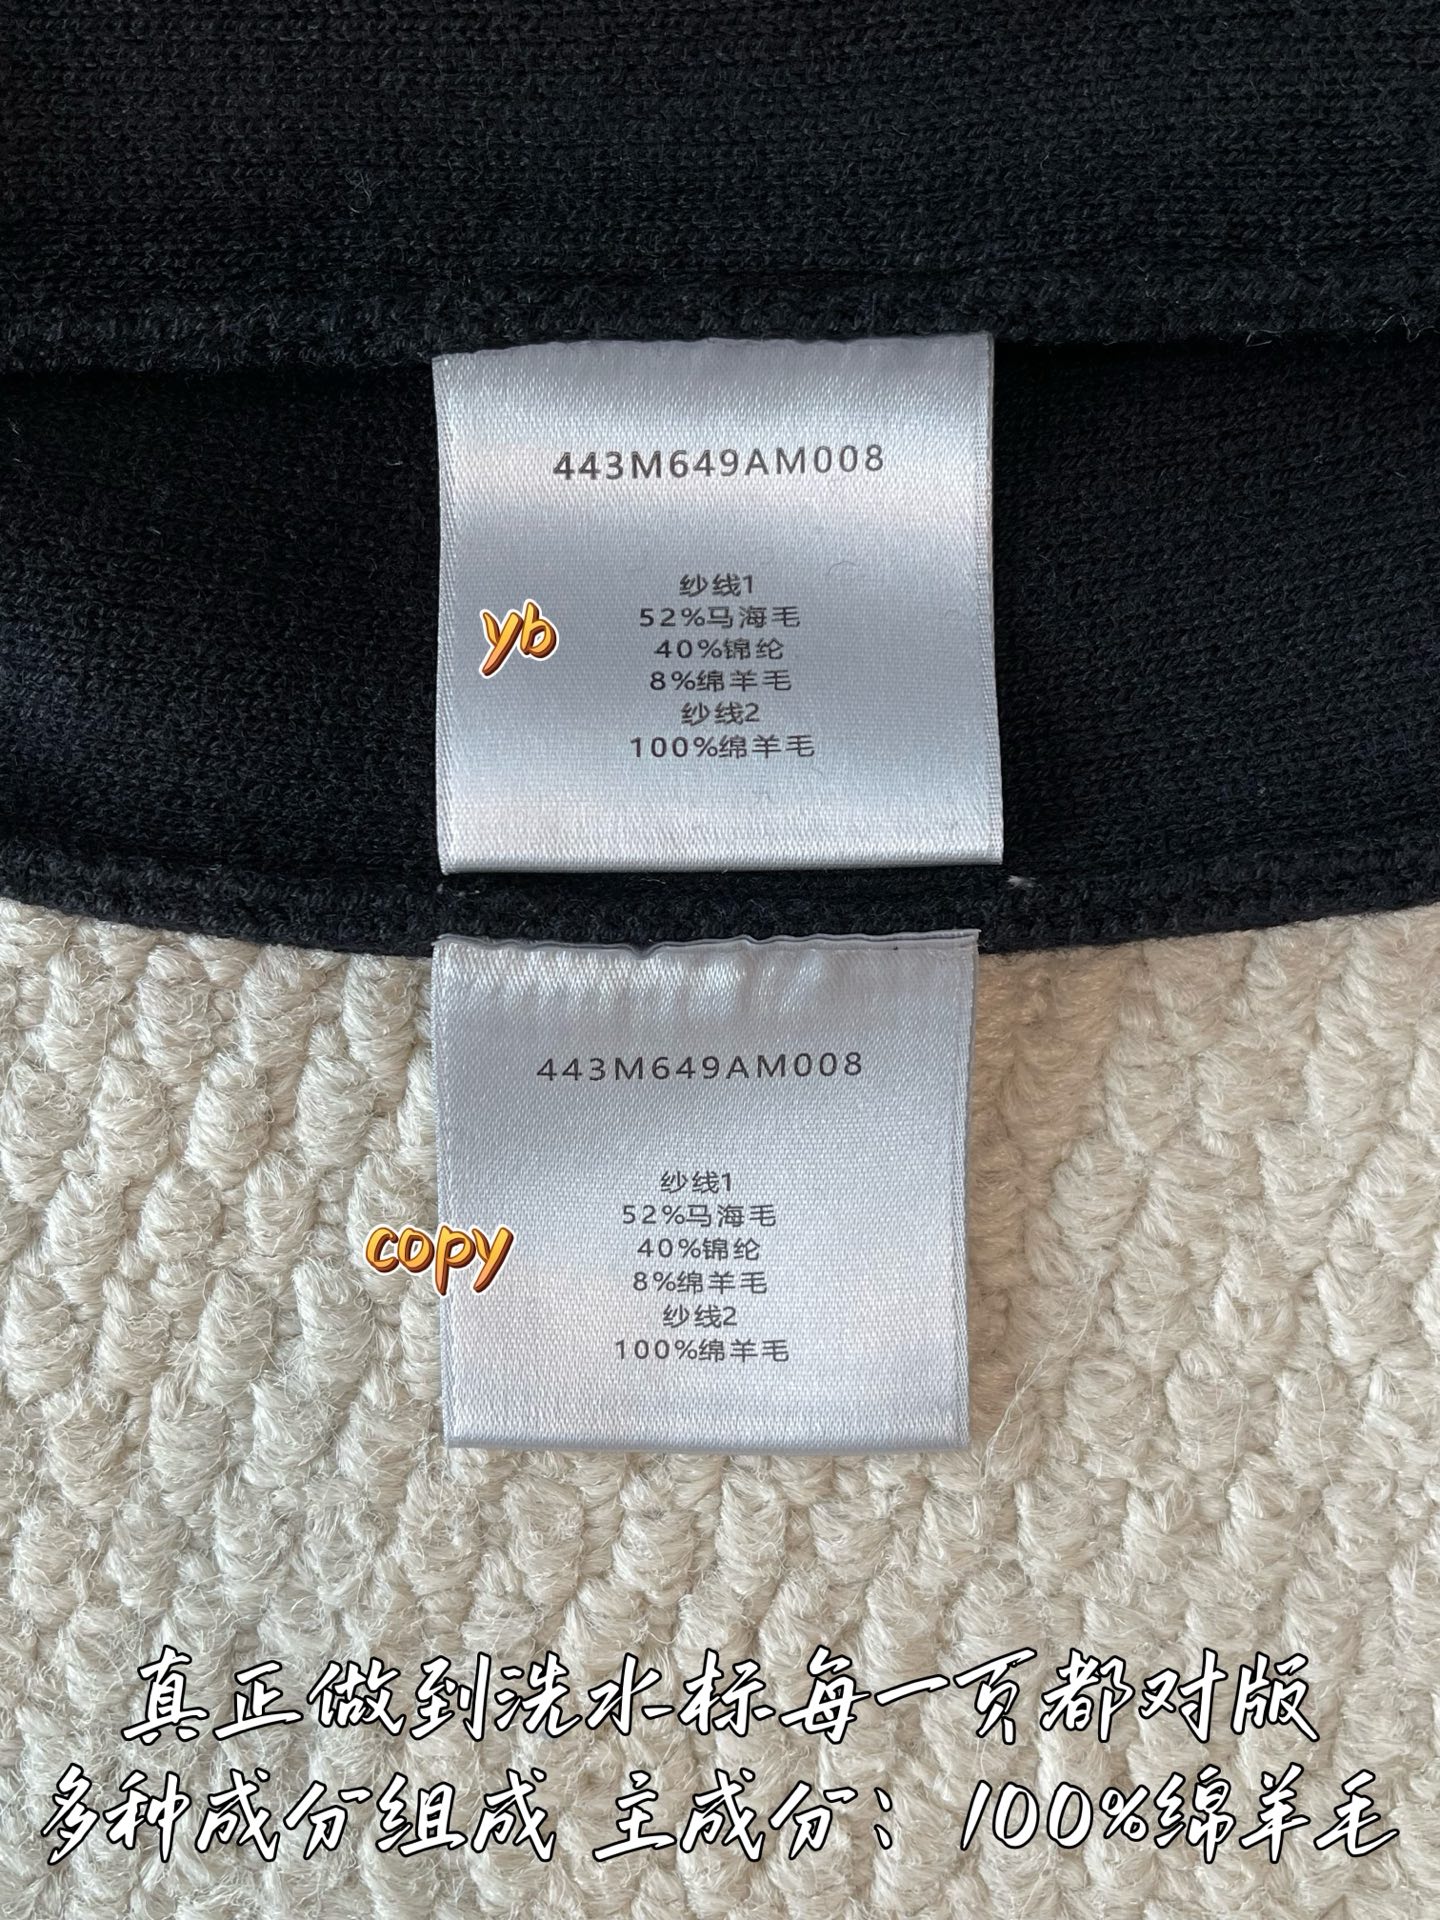 443M649AM008
纱线1
52%马海毛
yb
40%锦纶
8%绵羊毛
纱线2
100%绵羊毛
443M649AM008
纱线1
52%马海毛
copy
40%锦纶
8%绵羊毛
纱线2
100%绵羊毛
真正做到洗水标每一页都对版
多种成分组成 主成分：100%绵羊毛